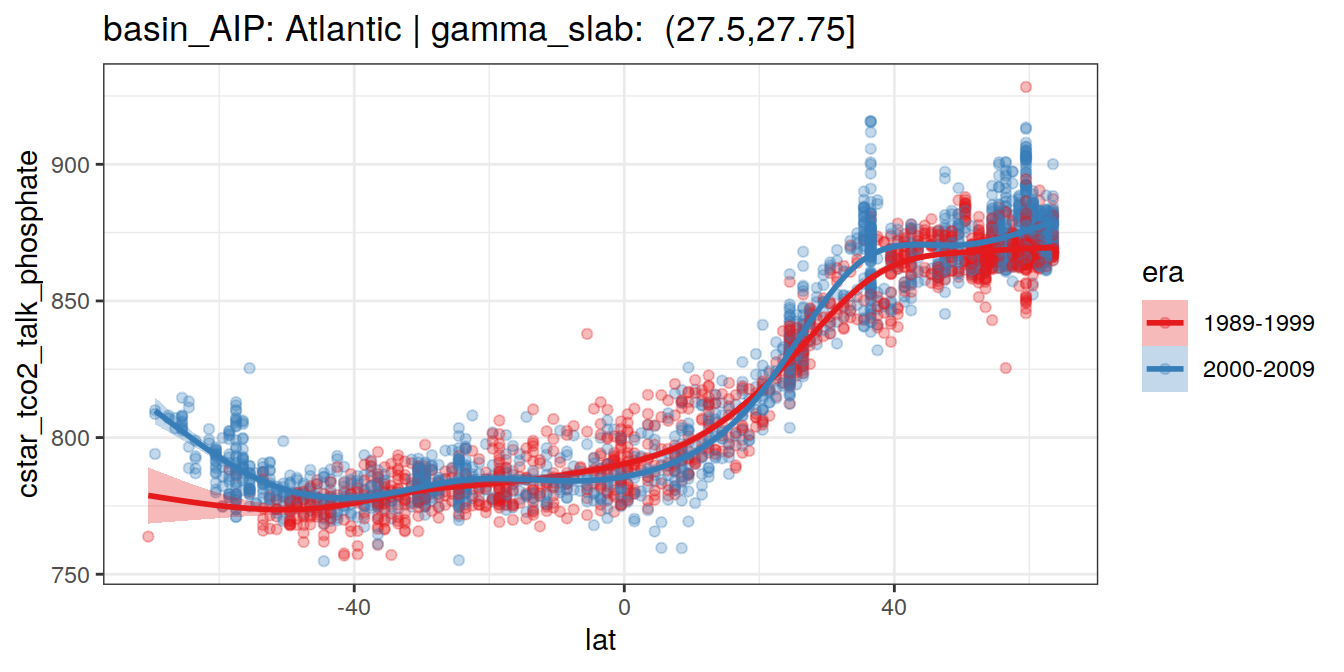 basin_AIP: Atlantic | gamma_slab:  (27.5,27.75]
cstar_tco2_talk_phosphate
900
850
800
750
-40
0
40
lat
era
1989-1999
2000-2009